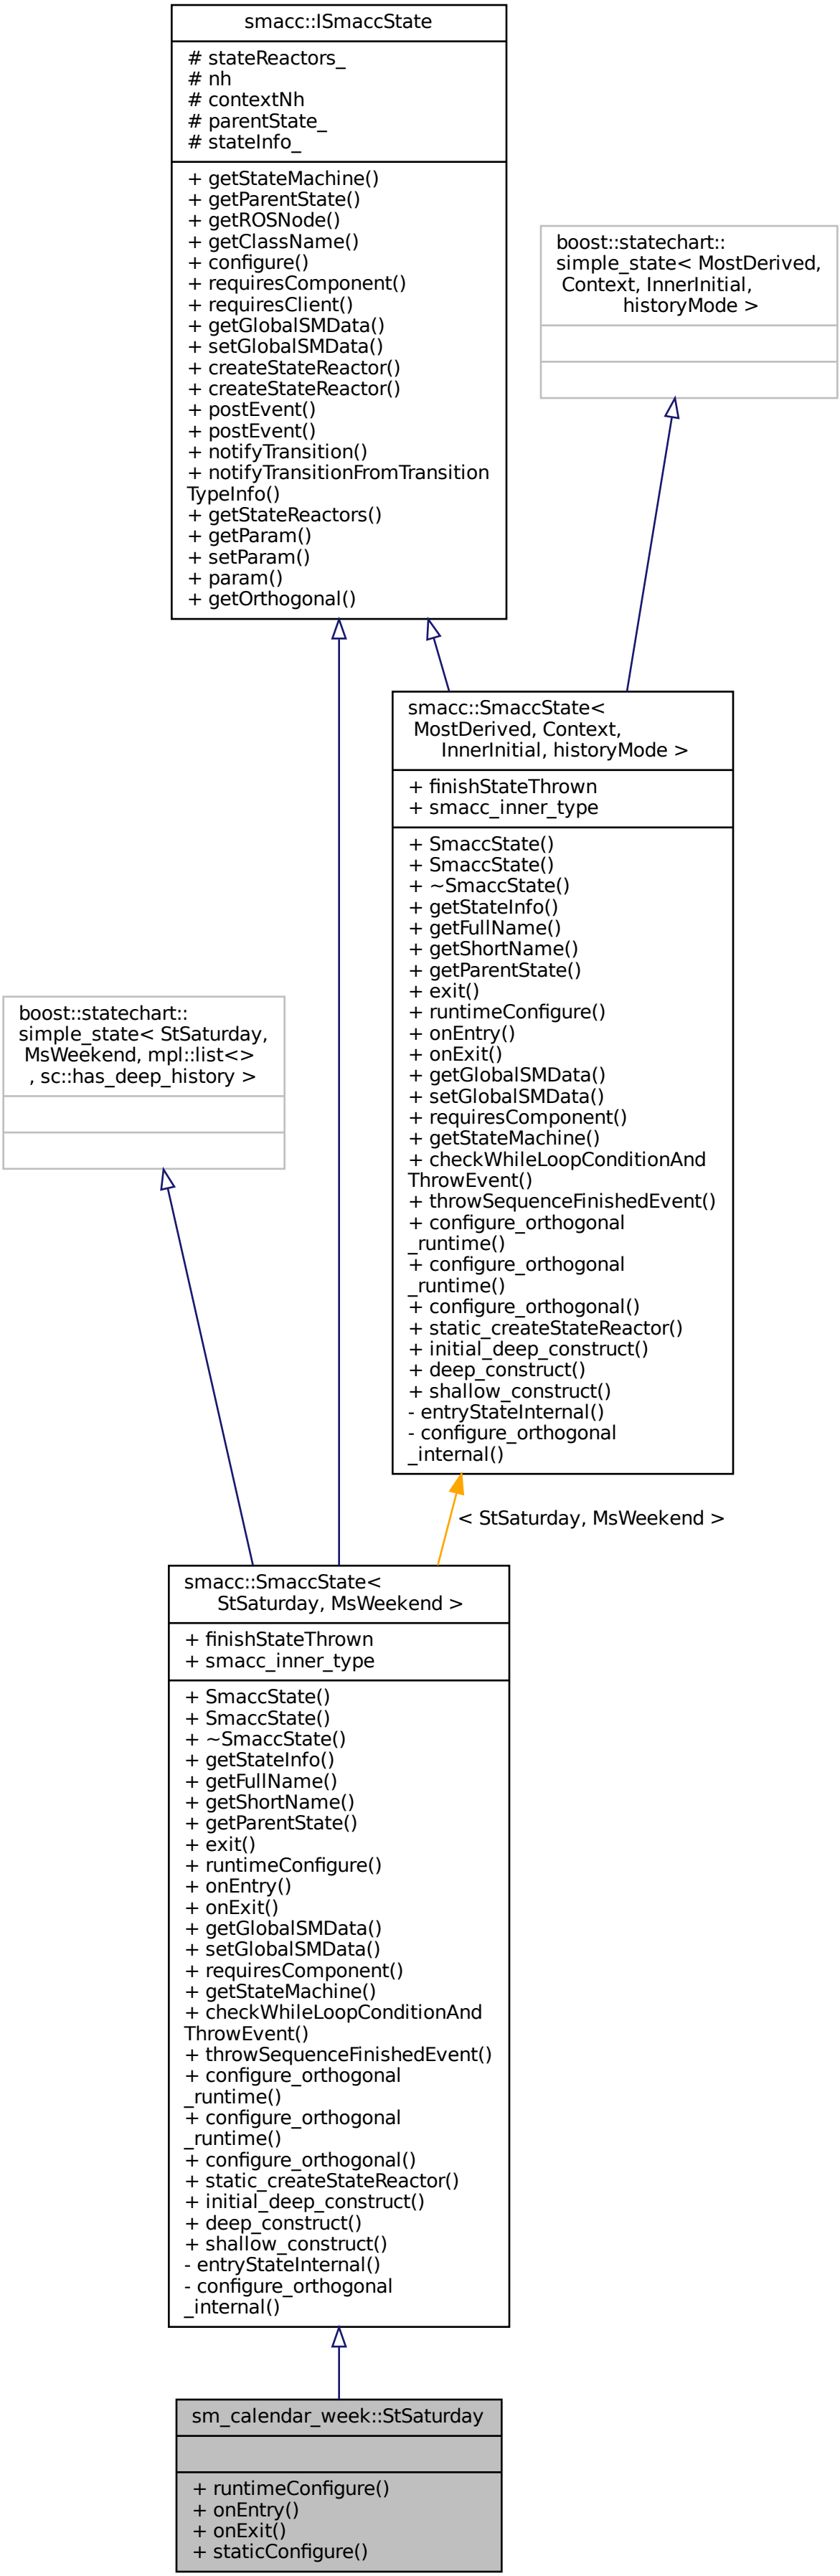 smacc::ISmaccState
# stateReactors_
# nh
# contextNh
# parentState_
# stateInfo_
+ getStateMachine()
+ getParentState()
+ getROSNode()
+ getClassName()
+ configure()
+ requiresComponent()
+ requiresClient()
+ getGlobalSMData()
+ setGlobalSMData()
+ createStateReactor()
+ createStateReactor()
+ postEvent()
+ postEvent()
+ notifyTransition()
+ notifyTransitionFromTransition
TypeInfo()
+ getStateReactors()
+ getParam()
+ setParam()
+ param()
+ getOrthogonal()
boost::statechart::
simple_state< MostDerived,
Context, InnerInitial,
historyMode >
smacc::SmaccState<
MostDerived, Context,
InnerInitial, historyMode >
+ finishStateThrown
+ smacc_inner_type
+ SmaccState()
+ SmaccState()
+ ~SmaccState()
+ getStateInfo()
+ getFullName()
+ getShortName()
+ getParentState()
+ exit()
+ runtimeConfigure()
+ onEntry()
+ onExit()
+ getGlobalSMData()
+ setGlobalSMData()
+ requiresComponent()
+ getStateMachine()
+ checkWhileLoopConditionAnd
ThrowEvent()
+ throwSequenceFinishedEvent()
+ configure_orthogonal
_runtime()
+ configure_orthogonal
_runtime()
+ configure_orthogonal()
+ static_createStateReactor()
+ initial_deep_construct()
+ deep_construct()
+ shallow_construct()
- entryStateInternal()
- configure_orthogonal
_internal()
boost::statechart::
simple_state< StSaturday,
MsWeekend, mpl::list<>
, sc::has_deep_history >
< StSaturday, MsWeekend >
smacc::SmaccState<
StSaturday, MsWeekend >
+ finishStateThrown
+ smacc_inner_type
+ SmaccState()
+ SmaccState()
+ ~SmaccState()
+ getStateInfo()
+ getFullName()
+ getShortName()
+ getParentState()
+ exit()
+ runtimeConfigure()
+ onEntry()
+ onExit()
+ getGlobalSMData()
+ setGlobalSMData()
+ requiresComponent()
+ getStateMachine()
+ checkWhileLoopConditionAnd
ThrowEvent()
+ throwSequenceFinishedEvent()
+ configure_orthogonal
_runtime()
+ configure_orthogonal
_runtime()
+ configure_orthogonal()
+ static_createStateReactor()
+ initial_deep_construct()
+ deep_construct()
+ shallow_construct()
- entryStateInternal()
- configure_orthogonal
_internal()
sm_calendar_week::StSaturday
+ runtimeConfigure()
+ onEntry()
+ onExit()
+ staticConfigure()